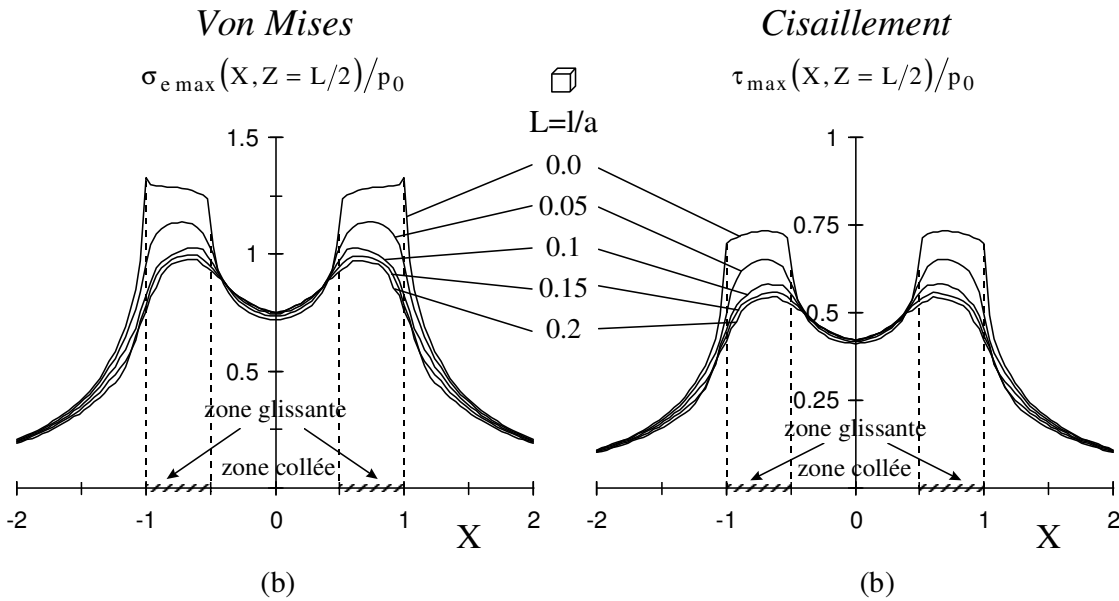 Von Mises
σe max(X, Z = L/2)/p0
L=l/a
0.0
0.05
0.1
0.15
0.2
1.5
1
0.5
zone glissante
zone collée
-2 -1 0 1 2
X
(b)
Cisaillement
τmax(X, Z = L/2)/p0
1
0.75
0.5
0.25
zone glissante
zone collée
-2 -1 0 1 2
X
(b)